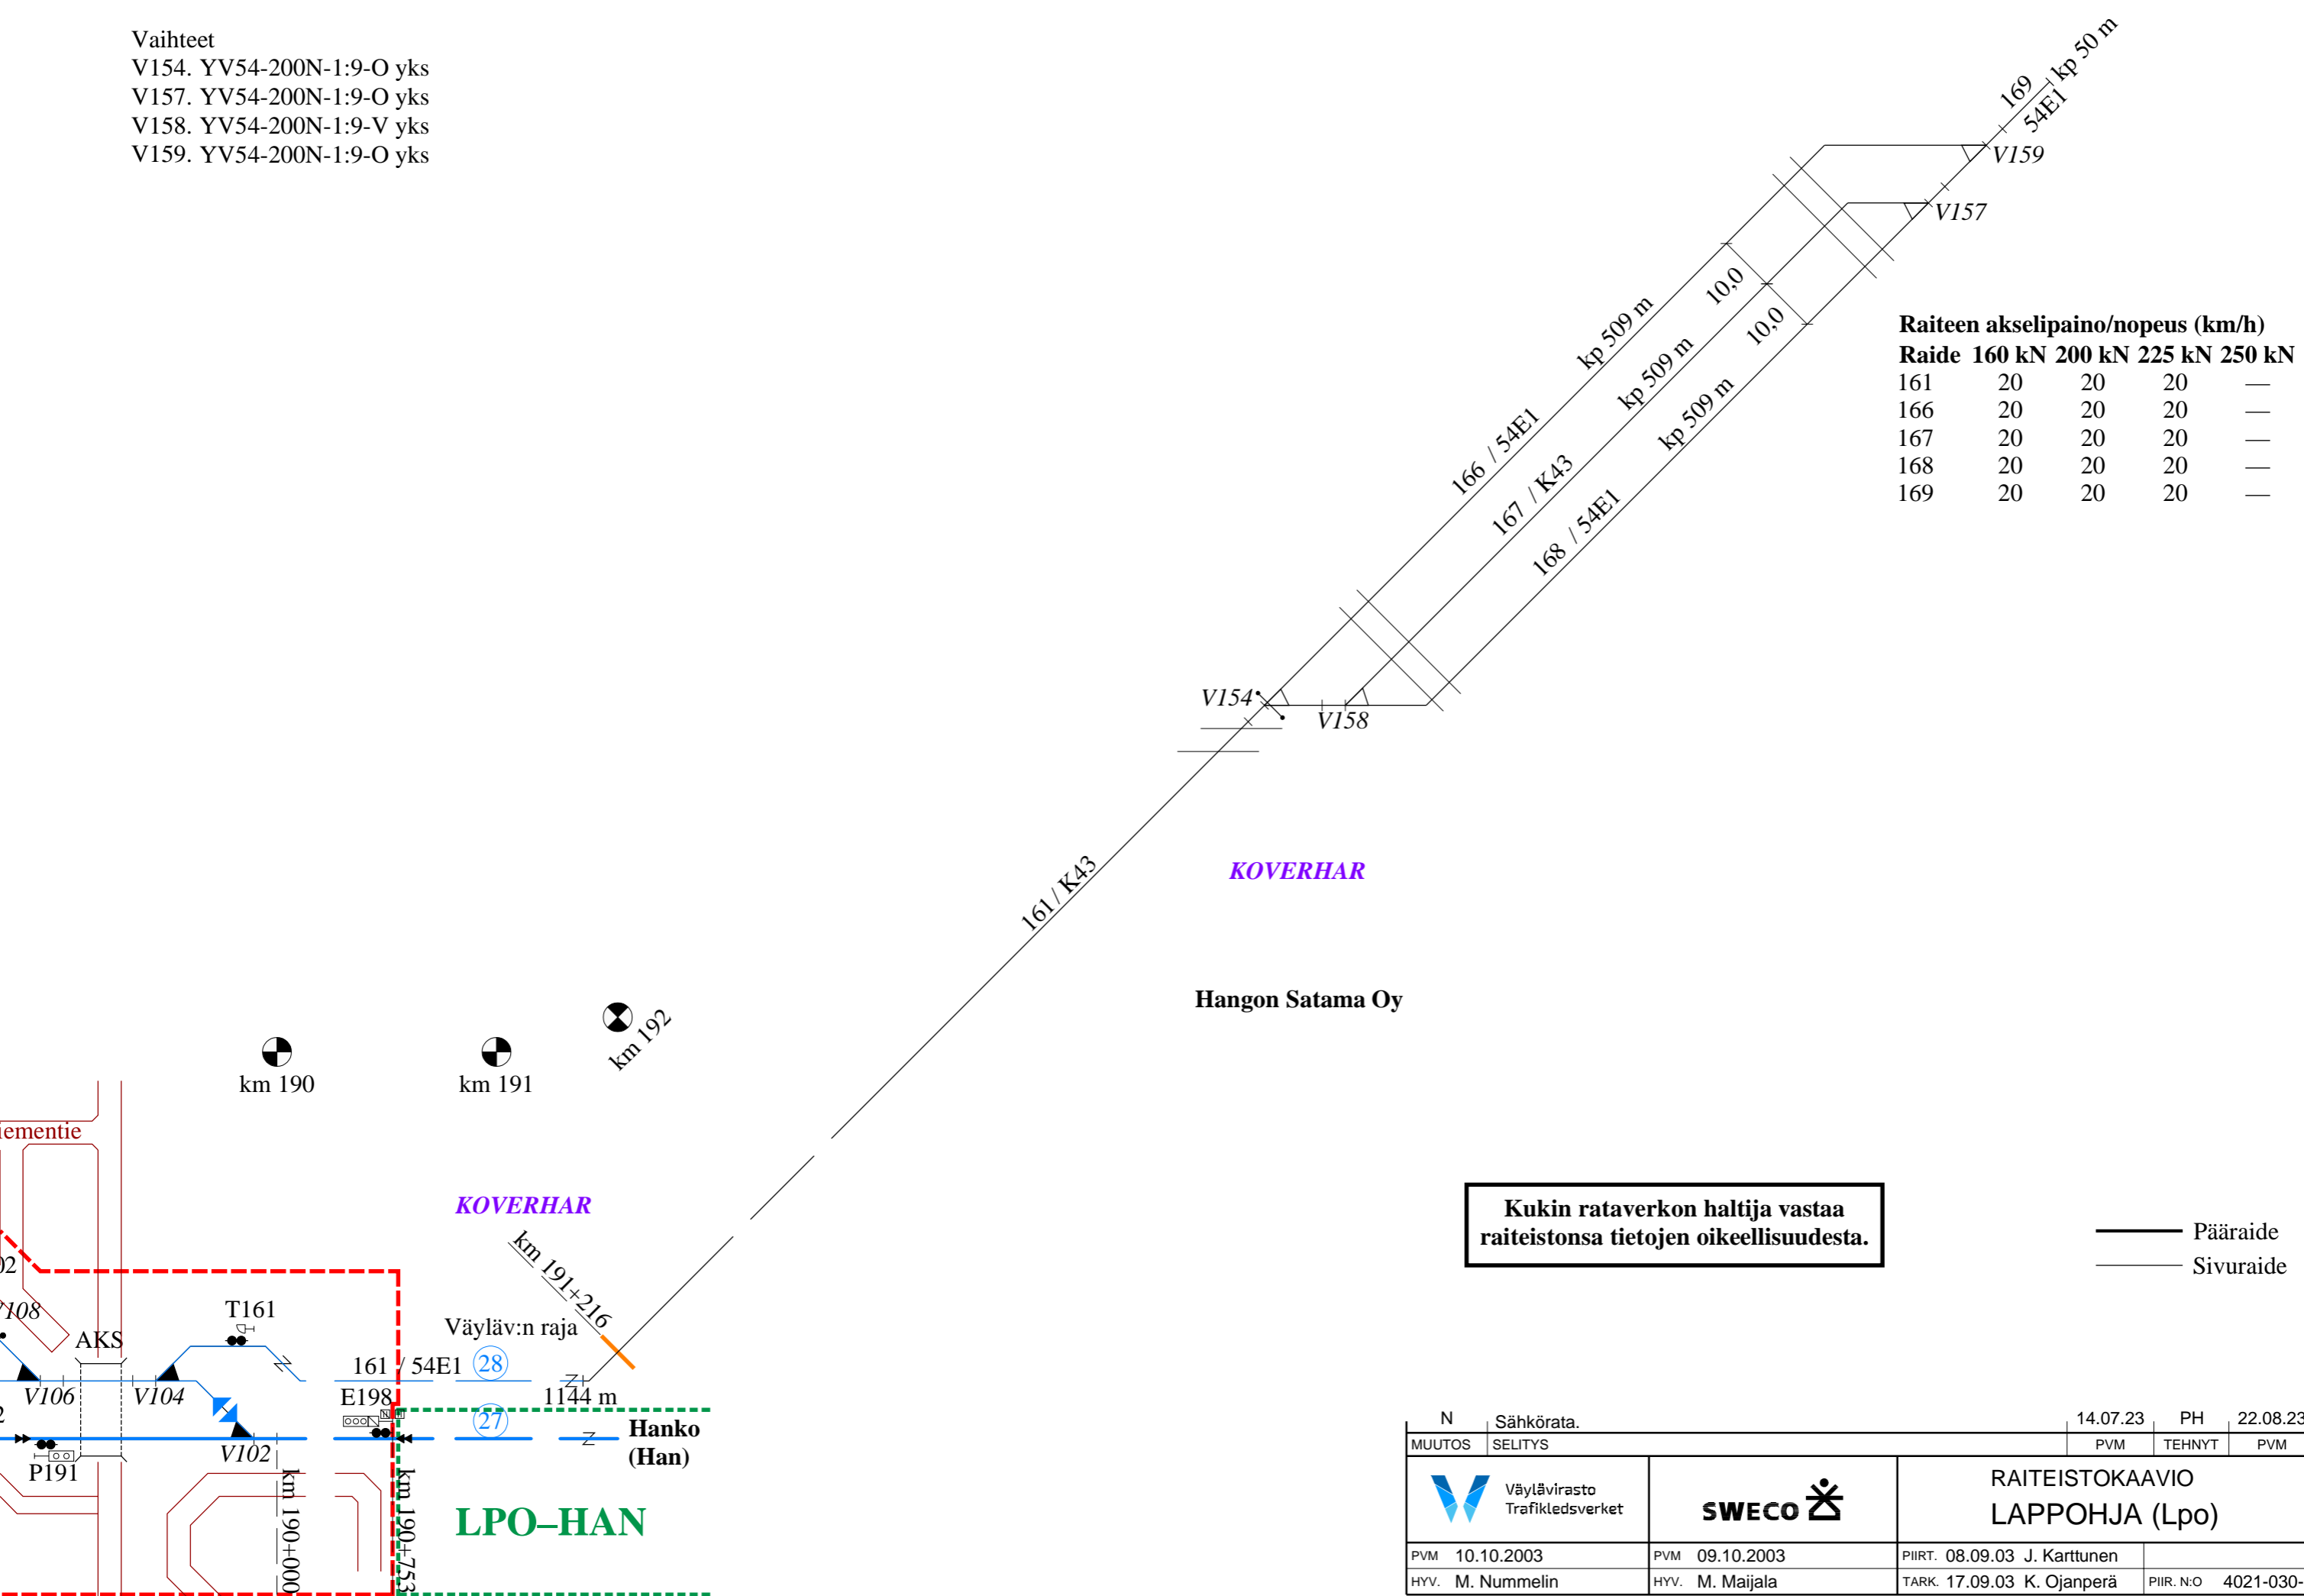 Vaihteet
V154. YV54-200N-1:9-O yks
V157. YV54-200N-1:9-O yks
V158. YV54-200N-1:9-V yks
V159. YV54-200N-1:9-O yks
kp 50 m
169
54E1
V159
V157
10,0
10,0
kp 509 m
kp 509 m
kp 509 m
166 / 54E1
167 / K43
168 / 54E1
Raiteen akselipaino/nopeus (km/h)
Raide 160 kN 200 kN 225 kN 250 kN
161 20 20 20 —
166 20 20 20 —
167 20 20 20 —
168 20 20 20 —
169 20 20 20 —
V154
V158
161 / K43
KOVERHAR
Hangon Satama Oy
km 190
km 191
km 192
KOVERHAR
km 191+216
Väyläv:n raja
T161
AKS
161 / 54E1
28
V106
V104
E198
1144 m
27
Hanko
(Han)
V102
P191
km 190+000
km 190+753
LPO–HAN
Kukin rataverkon haltija vastaa
raiteistonsa tietojen oikeellisuudesta.
Pääraide
Sivuraide
N Sähkörata. 14.07.23 PH 22.08.23
MUUTOS SELITYS PVM TEHNYT PVM
Väylävirasto
Trafikledsverket
SWECO
RAITEISTOKAAVIO
LAPPOHJA (Lpo)
PVM 10.10.2003 PVM 09.10.2003 PIIRT. 08.09.03 J. Karttunen
HYV. M. Nummelin HYV. M. Maijala TARK. 17.09.03 K. Ojanperä PIIR. N:O 4021-030-